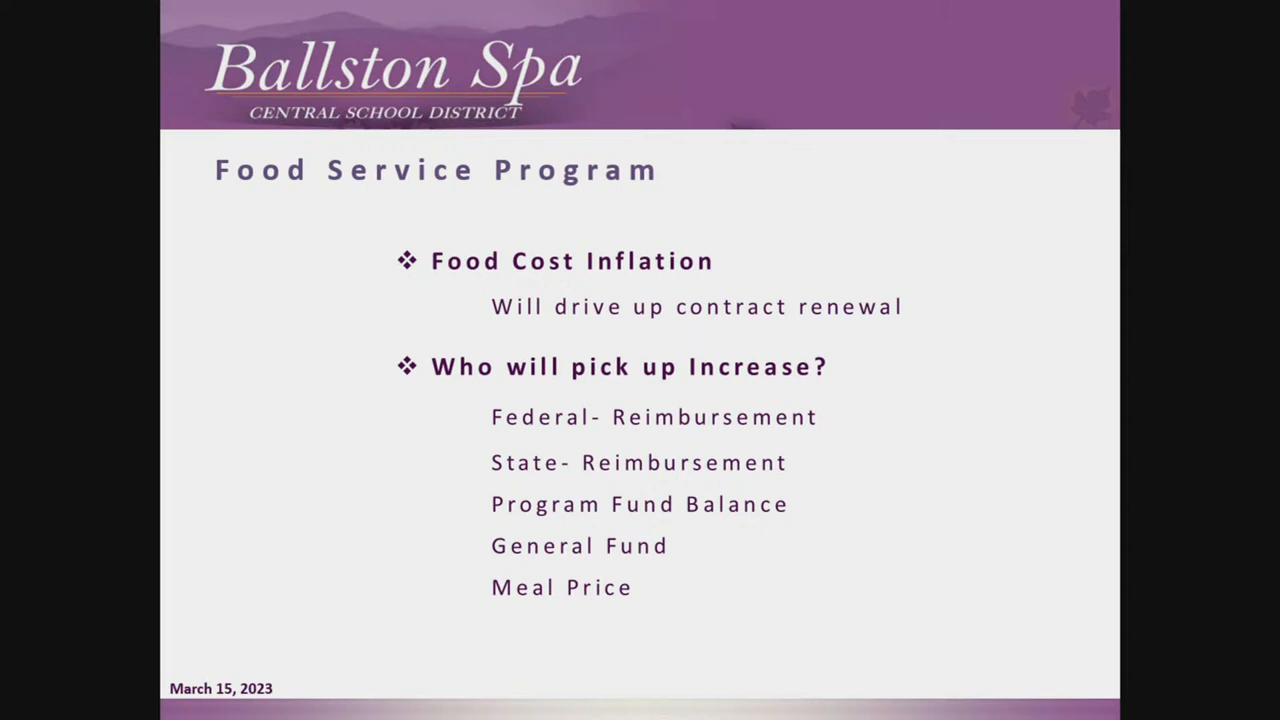 Ballston Spa
CENTRAL SCHOOL DISTRICT
Food Service Program
❖ Food Cost Inflation
Will drive up contract renewal
❖ Who will pick up Increase?
Federal- Reimbursement
State- Reimbursement
Program Fund Balance
General Fund
Meal Price
March 15, 2023